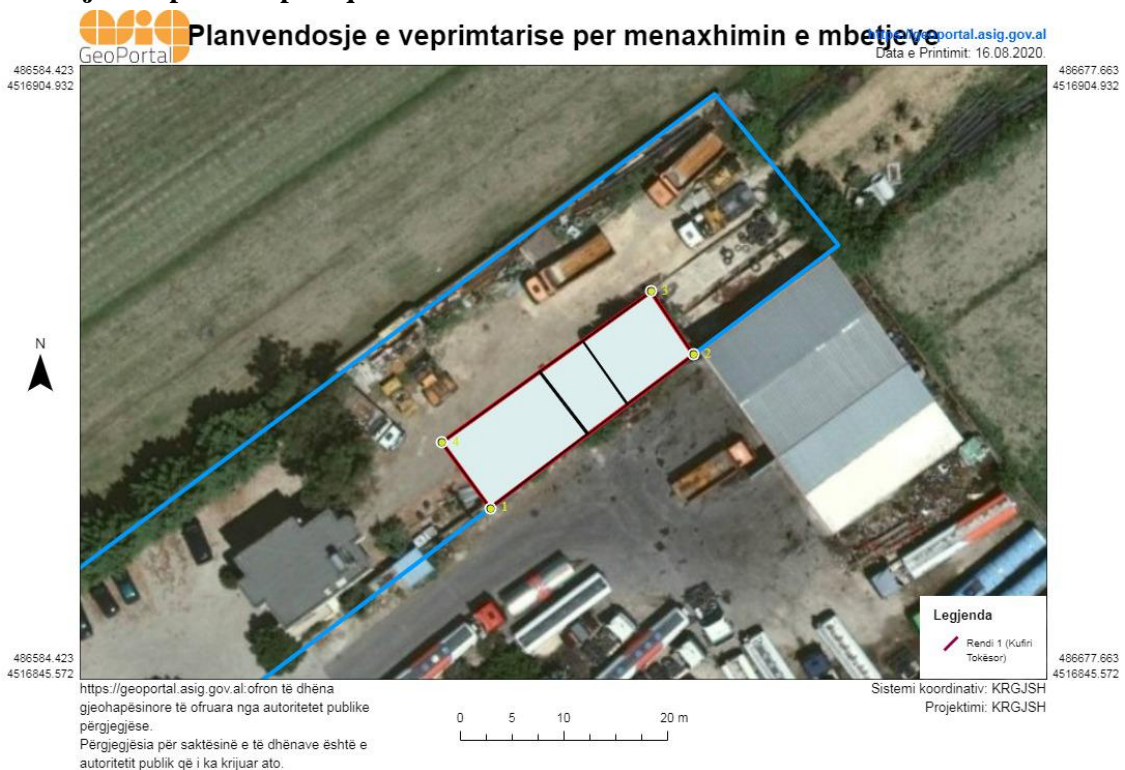 asig
GeoPortal
Planvendosje e veprimtarise per menaxhimin e mbetjeve
https://geoportal.asig.gov.al
Data e Printimit: 16.08.2020.
486584.423
4516904.932
486677.663
4516904.932
N
3
2
4
1
Legjenda
Rendi 1 (Kufiri
Tokësor)
486584.423
4516845.572
486677.663
4516845.572
https://geoportal.asig.gov.al:ofron të dhëna
gjeohapësinore të ofruara nga autoritetet publike
përgjegjëse.
Përgjegjësia për saktësinë e të dhënave është e
autoritetit publik që i ka krijuar ato.
0 5 10 20 m
Sistemi koordinativ: KRGJSH
Projektimi: KRGJSH